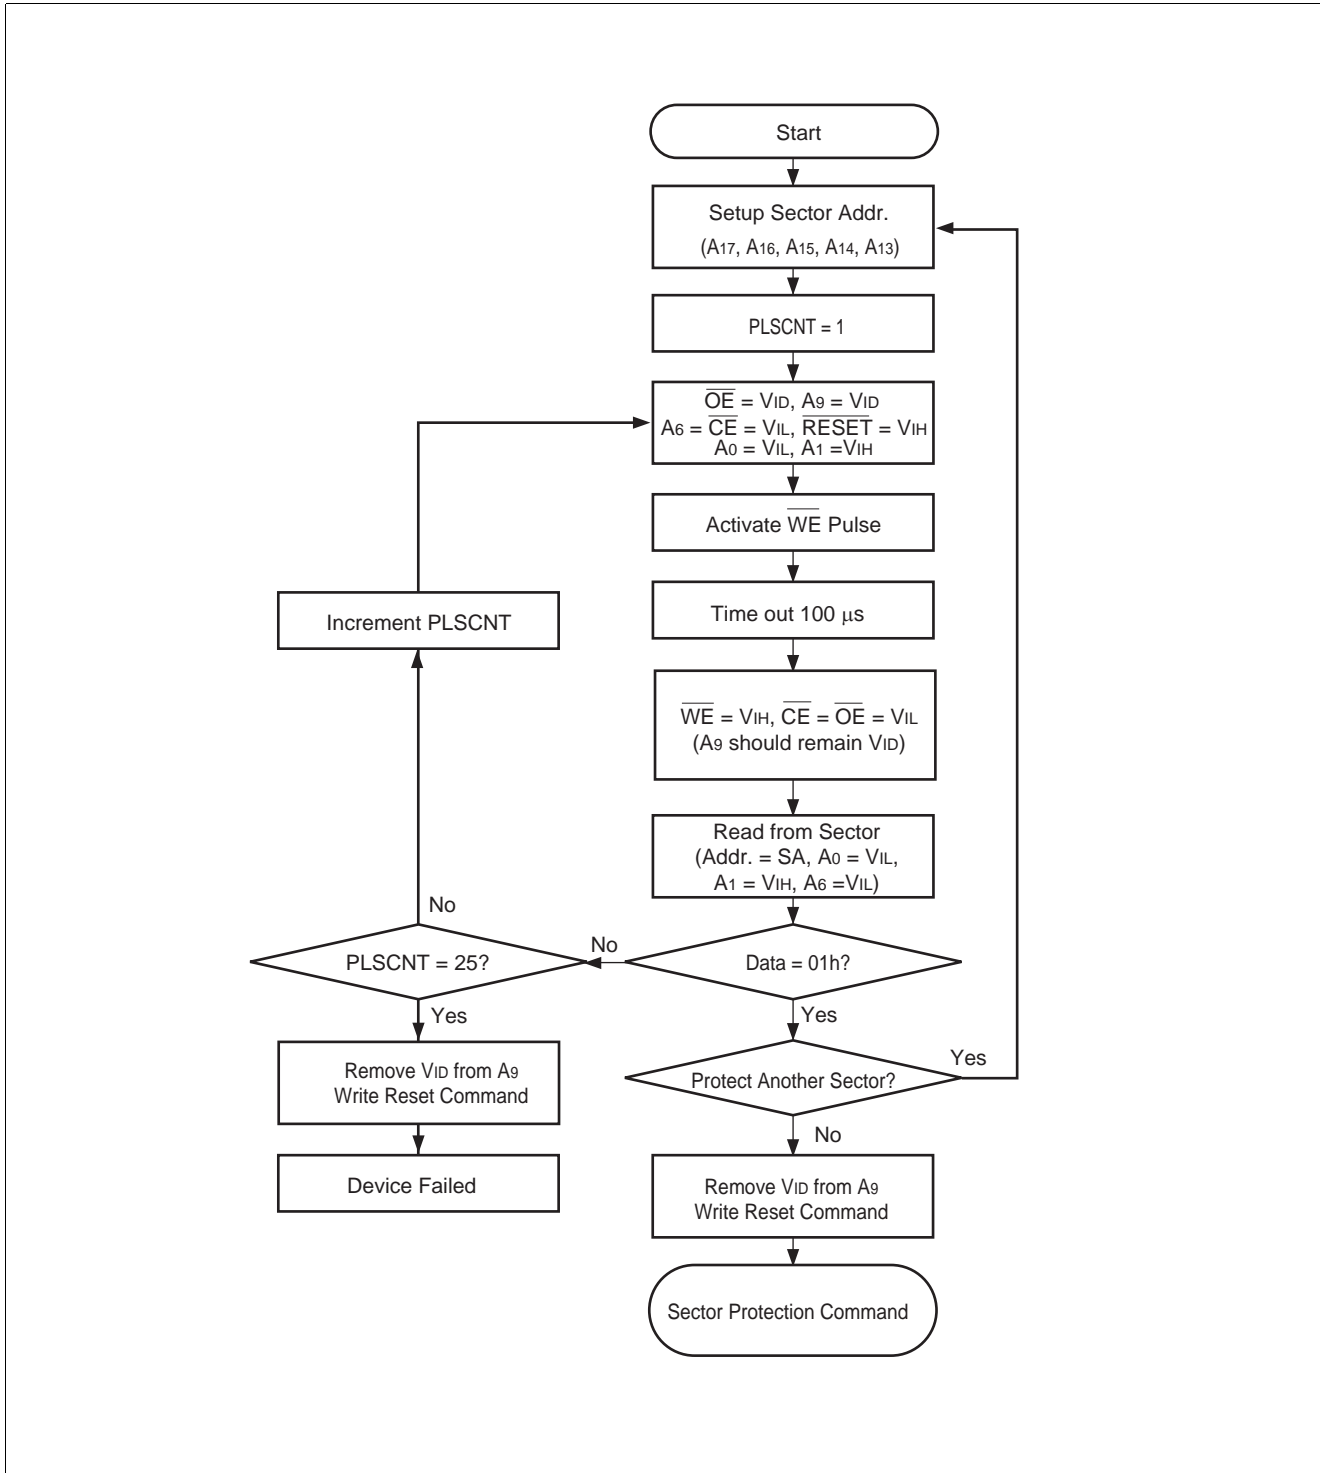 Start
Setup Sector Addr.
(A17, A16, A15, A14, A13)
PLSCNT = 1
OE = VID, A9 = VID
A6 = CE = VIL, RESET = VIH
A0 = VIL, A1 =VIH
Activate WE Pulse
Increment PLSCNT
Time out 100 μs
WE = VIH, CE = OE = VIL
(A9 should remain VID)
Read from Sector
(Addr. = SA, A0 = VIL,
A1 = VIH, A6 =VIL)
No
No
PLSCNT = 25?
Data = 01h?
Yes
Yes
Remove VID from A9
Write Reset Command
Protect Another Sector?
Yes
No
Device Failed
Remove VID from A9
Write Reset Command
Sector Protection Command